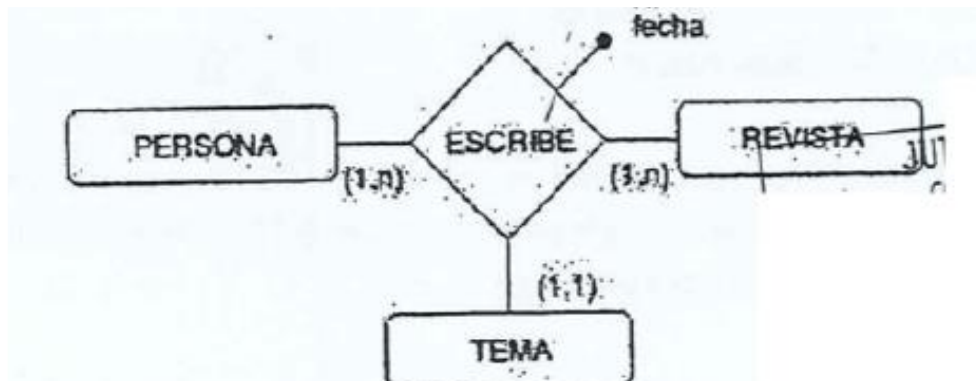 fecha
PERSONA
ESCRIBE
REVISTA
(1,n)
(1,n)
(1,1)
TEMA